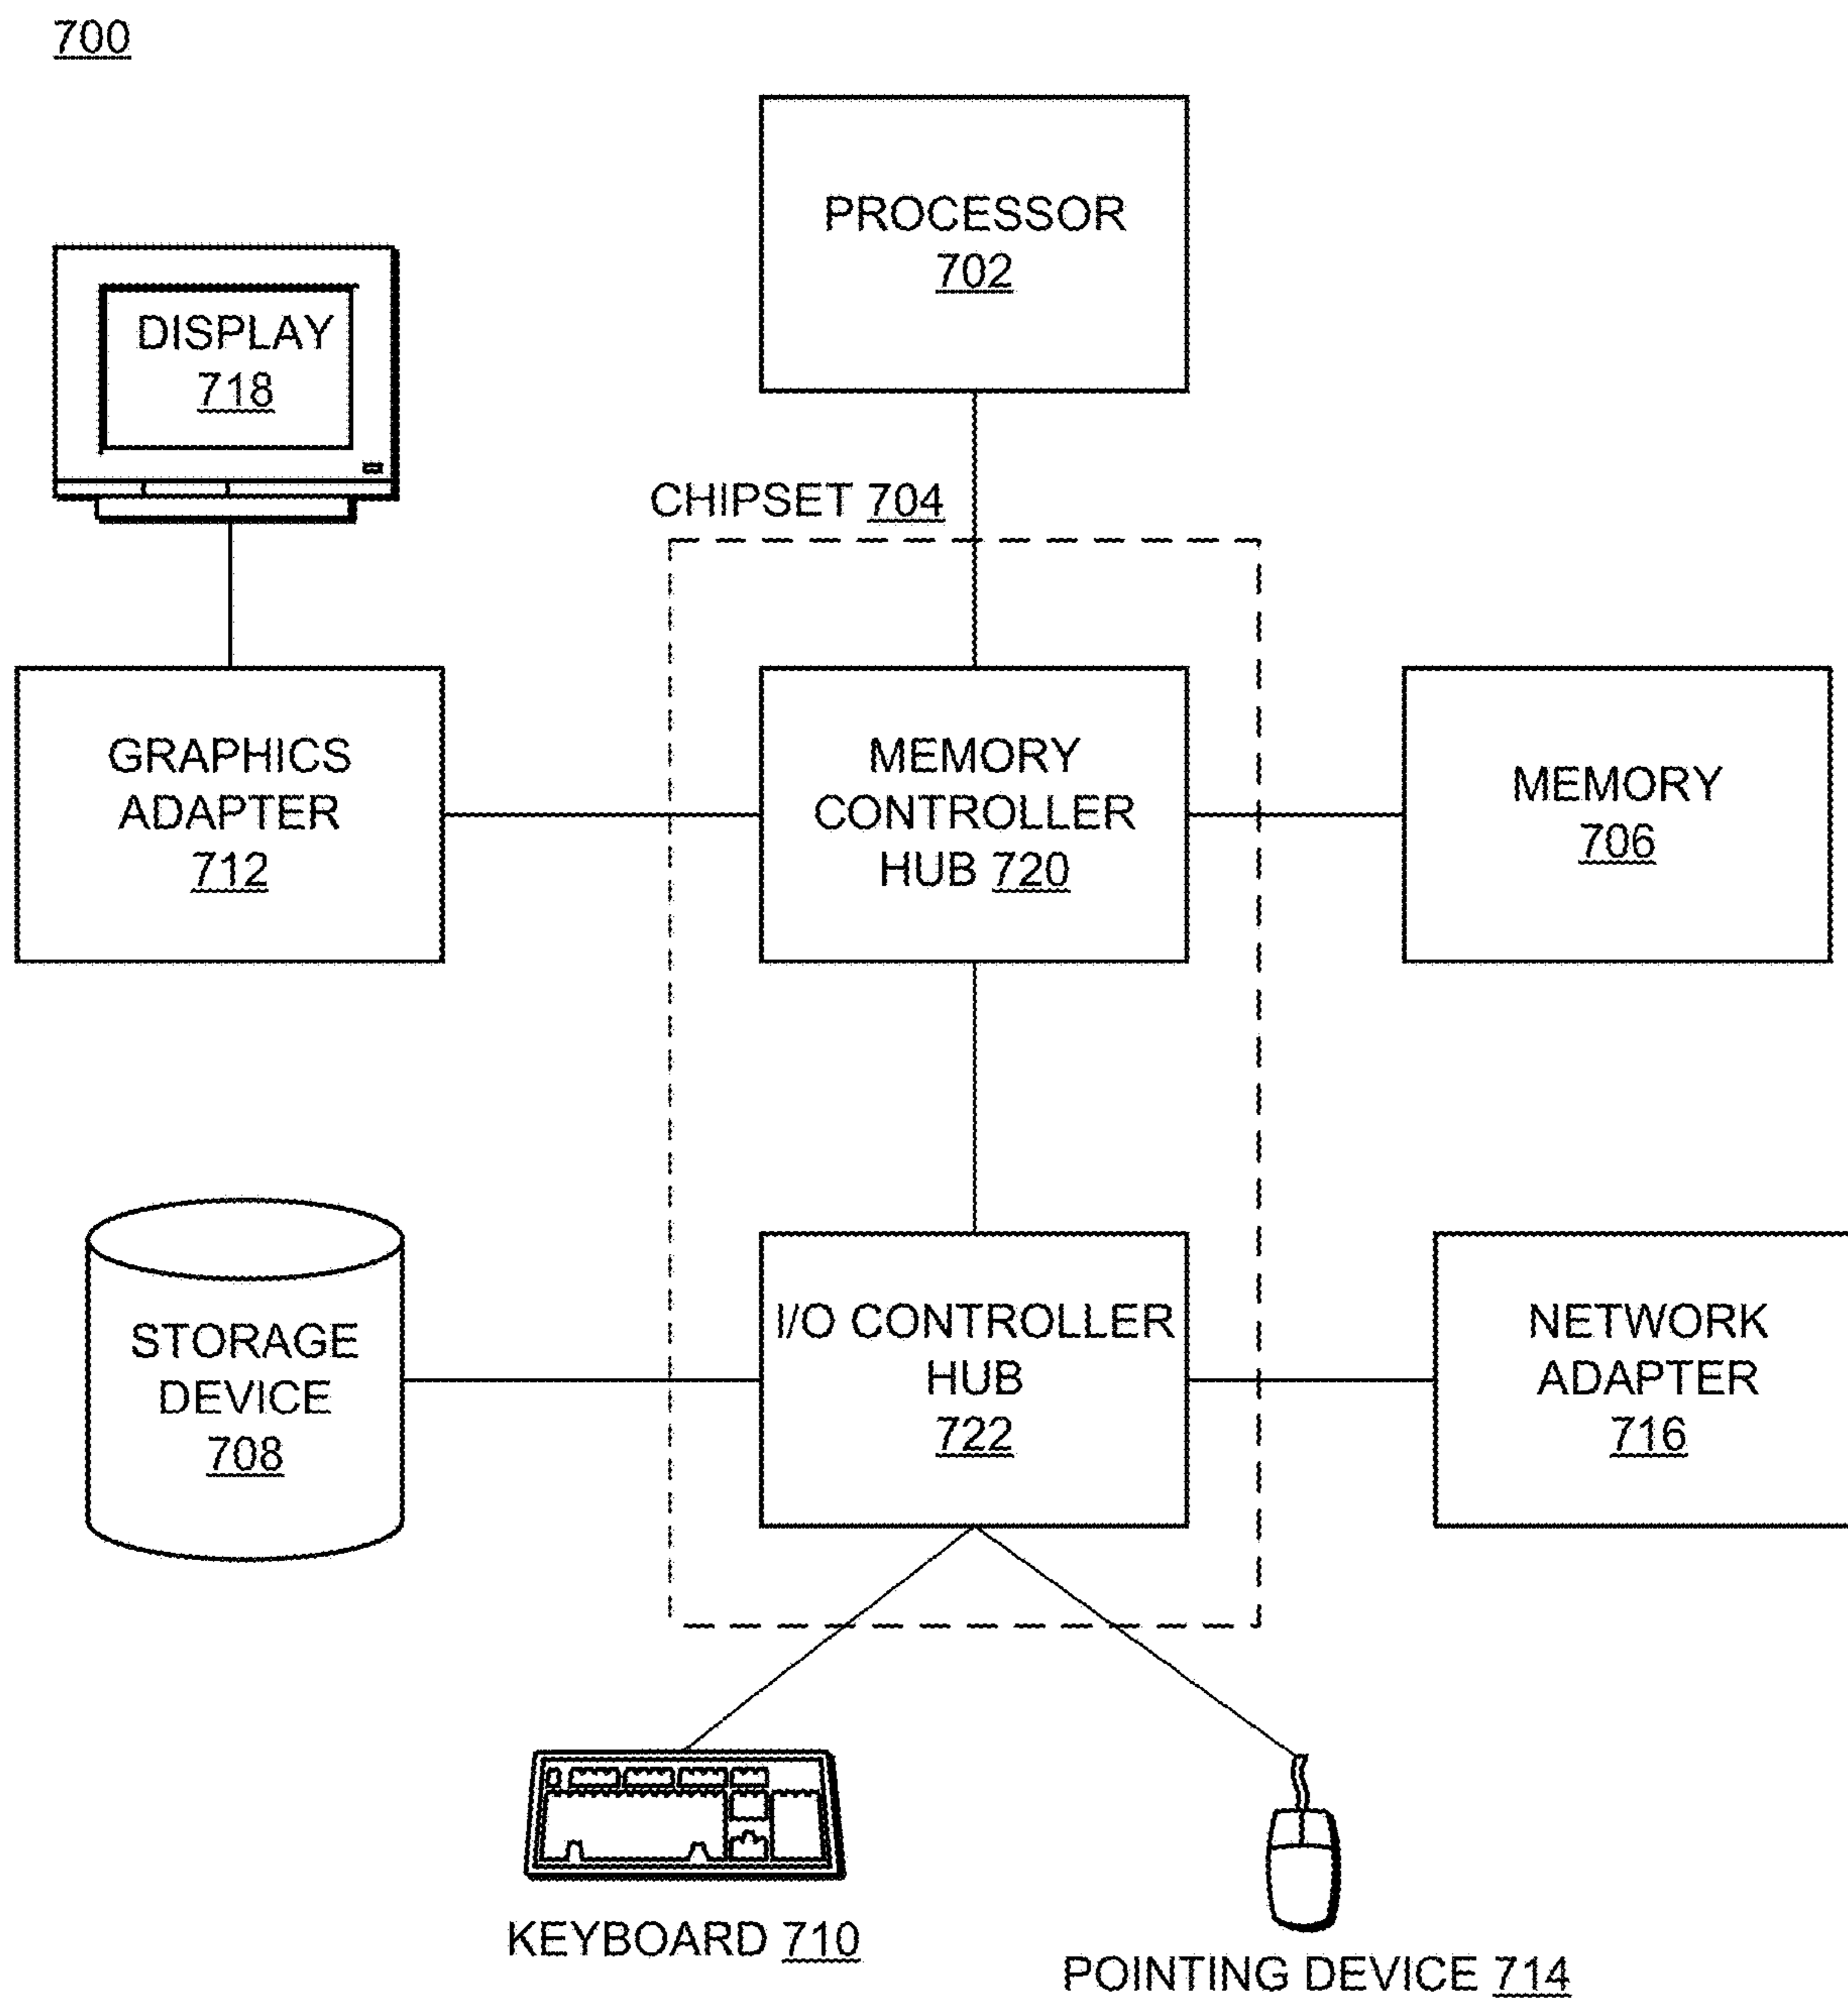 700
PROCESSOR
702
DISPLAY
718
CHIPSET 704
GRAPHICS
ADAPTER
712
MEMORY
CONTROLLER
HUB 720
MEMORY
706
STORAGE
DEVICE
708
I/O CONTROLLER
HUB
722
NETWORK
ADAPTER
716
KEYBOARD 710
POINTING DEVICE 714